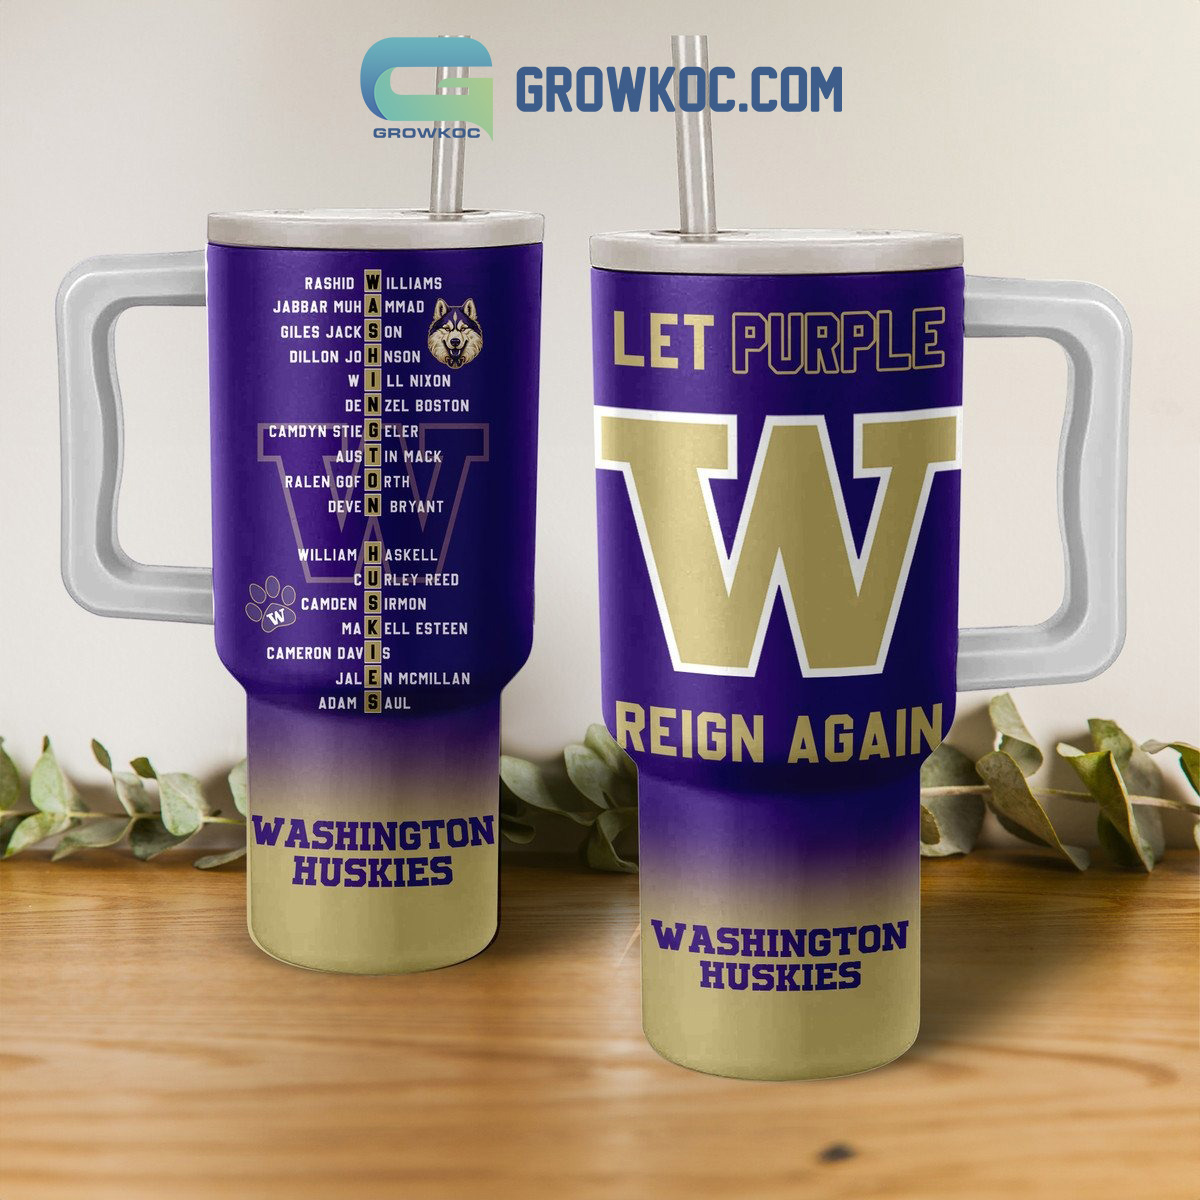 GROWKOC
GROWKOC.COM
RASHID WILLIAMS
JABBAR MUHAMMAD
GILES JACKSON
DILLON JOHNSON
WILL NIXON
DENZEL BOSTON
CAMDYN STIEGELER
AUSTIN MACK
RALEN GOFORTH
DEVEN BRYANT
WILLIAM HASKELL
CURLEY REED
CAMDEN SIRMON
MAKELL ESTEEN
CAMERON DAVIS
JALEN MCMILLAN
ADAM SAUL
W
W
WASHINGTON
HUSKIES
LET PURPLE
W
REIGN AGAIN
WASHINGTON
HUSKIES